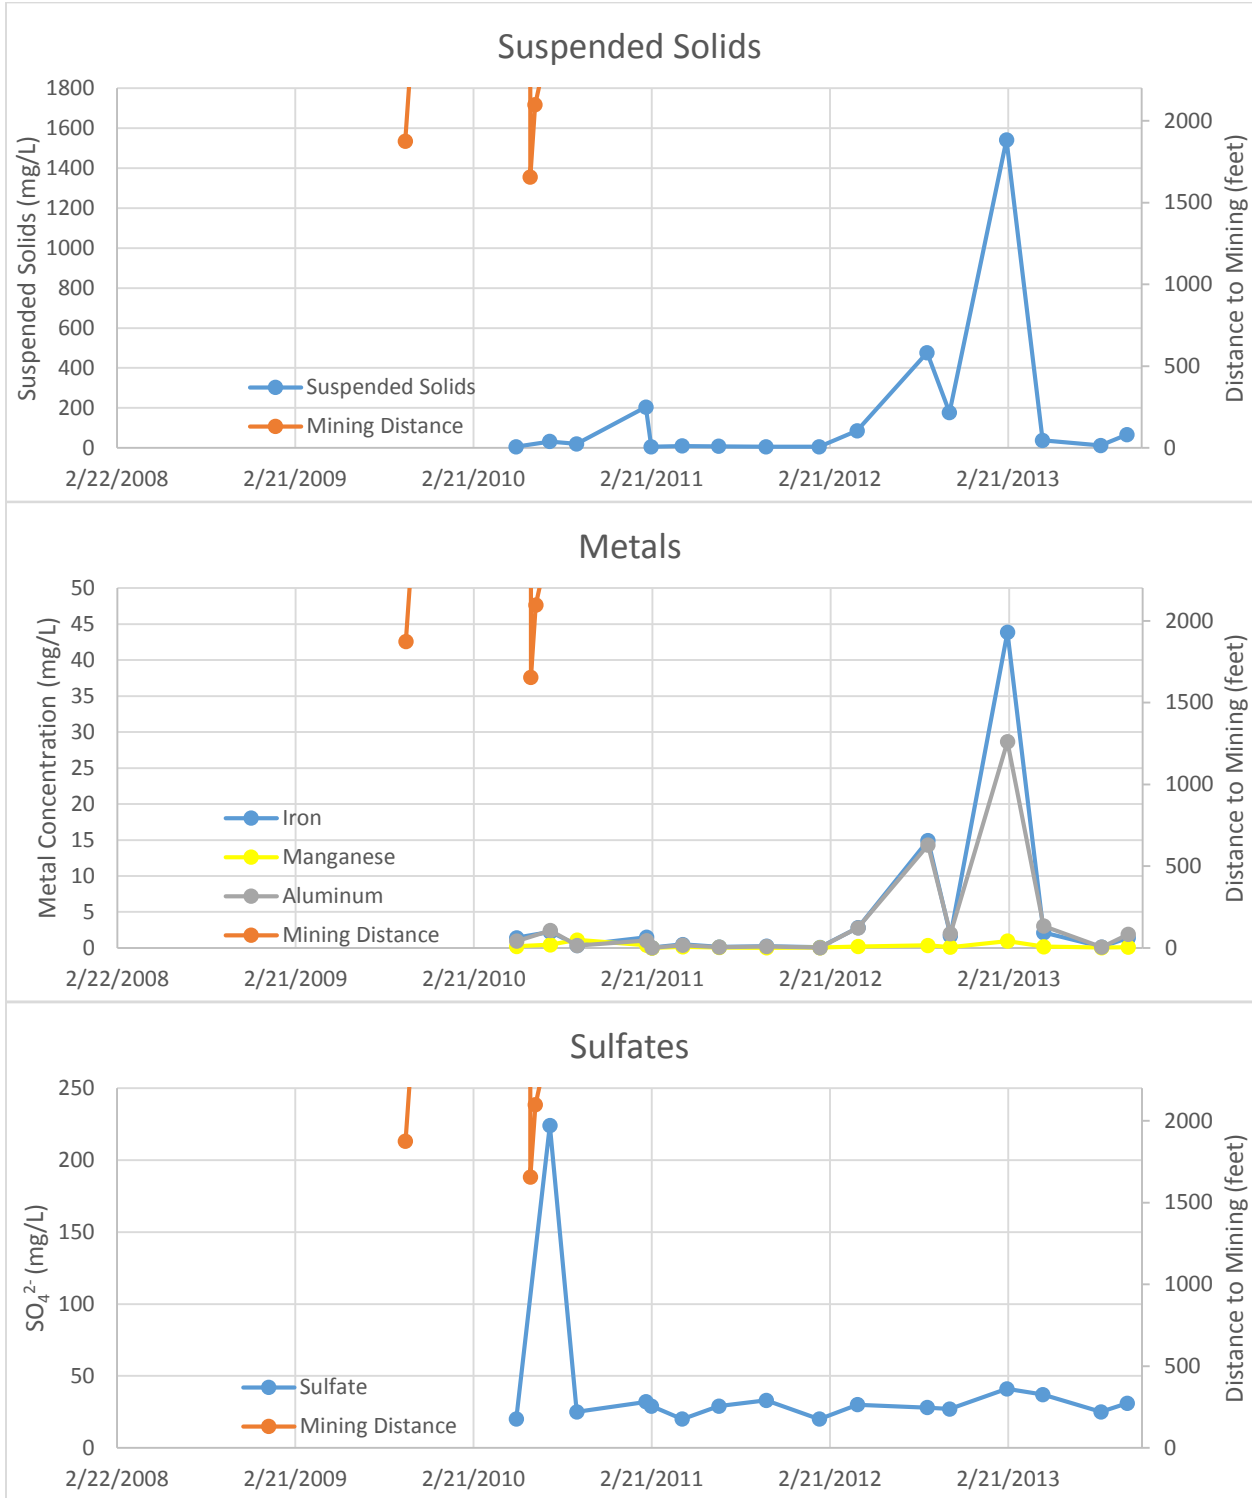 Suspended Solids
1800
1600
1400
1200
1000
800
600
400
200
0
Suspended Solids (mg/L)
2000
1500
1000
500
0
Distance to Mining (feet)
Suspended Solids
Mining Distance
2/22/2008 2/21/2009 2/21/2010 2/21/2011 2/21/2012 2/21/2013
Metals
50
45
40
35
30
25
20
15
10
5
0
Metal Concentration (mg/L)
2000
1500
1000
500
0
Distance to Mining (feet)
Iron
Manganese
Aluminum
Mining Distance
2/22/2008 2/21/2009 2/21/2010 2/21/2011 2/21/2012 2/21/2013
Sulfates
250
200
150
100
50
0
SO₄²⁻ (mg/L)
2000
1500
1000
500
0
Distance to Mining (feet)
Sulfate
Mining Distance
2/22/2008 2/21/2009 2/21/2010 2/21/2011 2/21/2012 2/21/2013